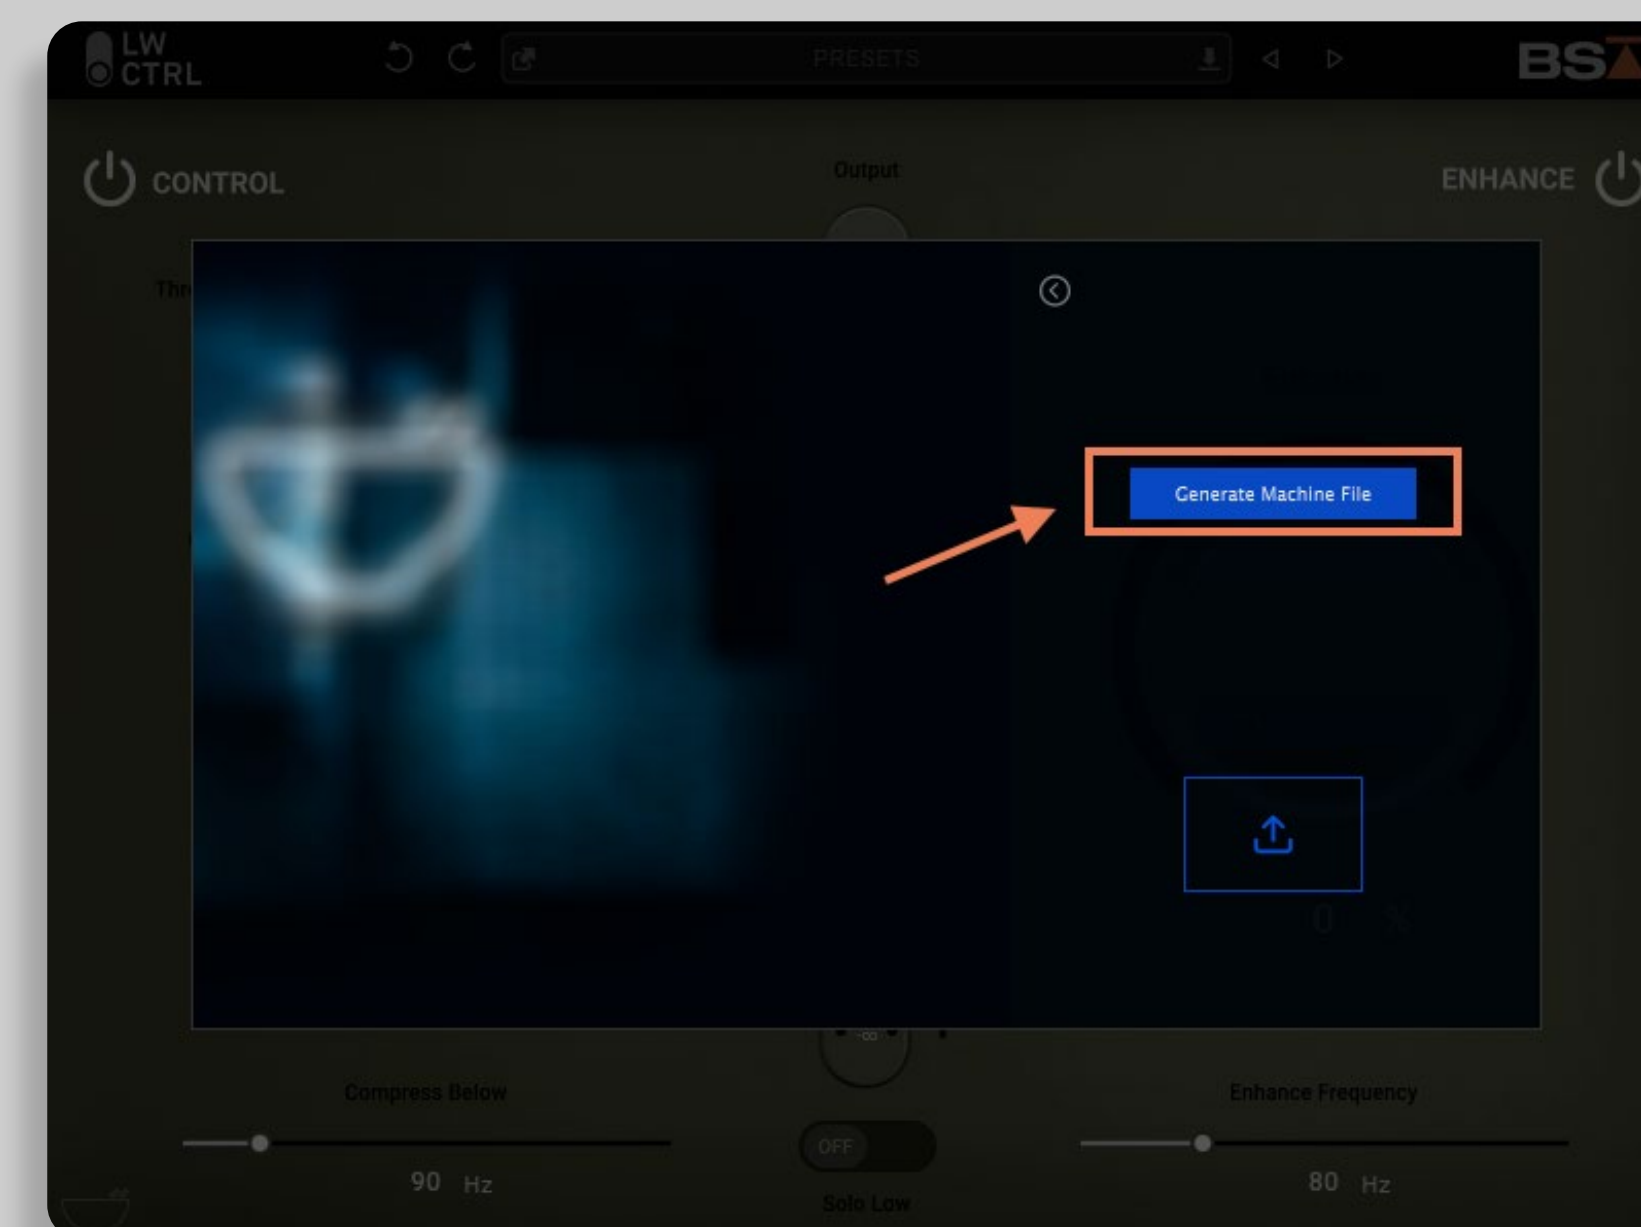 LW
CTRL
PRESETS
BS
CONTROL
Output
ENHANCE
Generate Machine File
0 %
-∞
Compress Below
Enhance Frequency
OFF
90 Hz
80 Hz
Solo Low